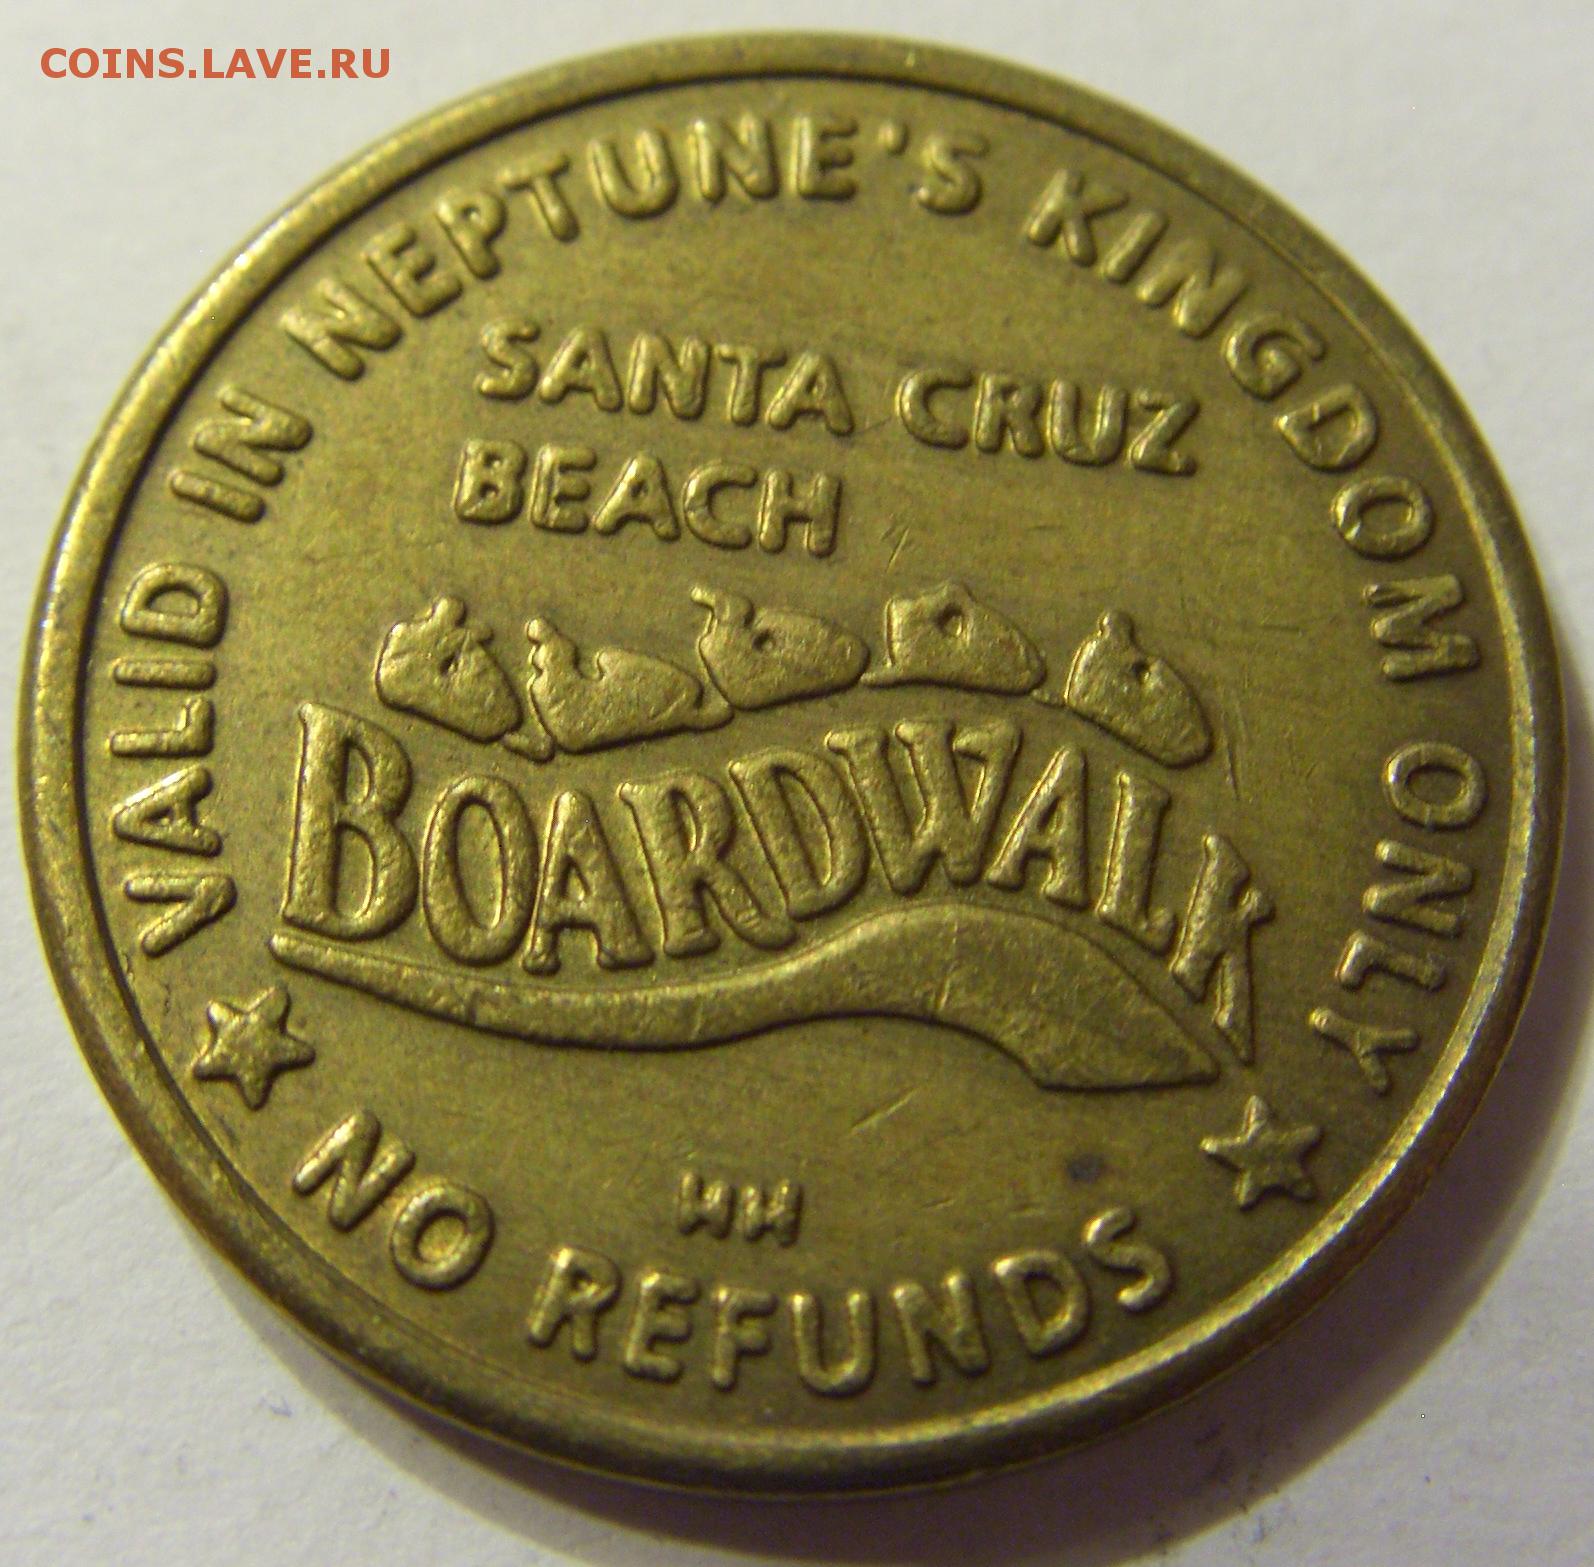 COINS.LAVE.RU
VALID IN NEPTUNE'S KINGDOM ONLY
SANTA CRUZ
BEACH
BOARDWALK
HH
NO REFUNDS